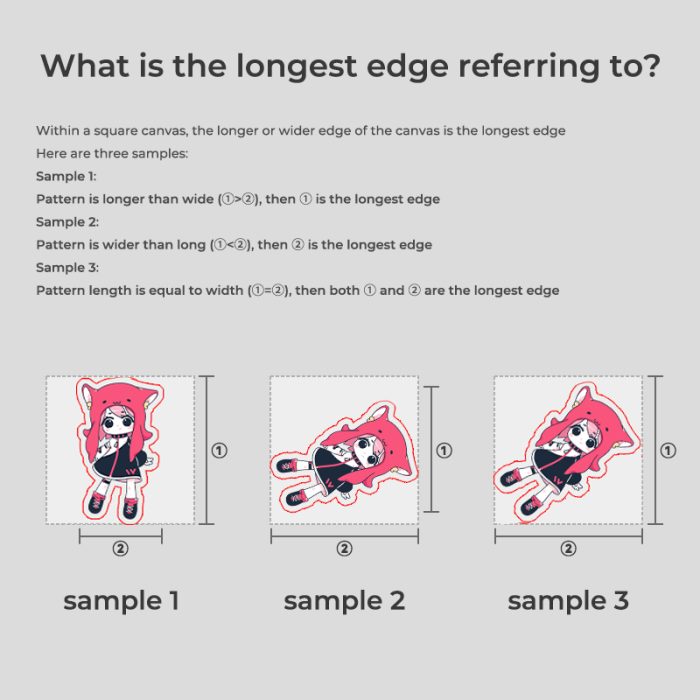 What is the longest edge referring to?
Within a square canvas, the longer or wider edge of the canvas is the longest edge
Here are three samples:
Sample 1:
Pattern is longer than wide (①>②), then ① is the longest edge
Sample 2:
Pattern is wider than long (①<②), then ② is the longest edge
Sample 3:
Pattern length is equal to width (①=②), then both ① and ② are the longest edge
① ① ①
② ② ②
sample 1 sample 2 sample 3